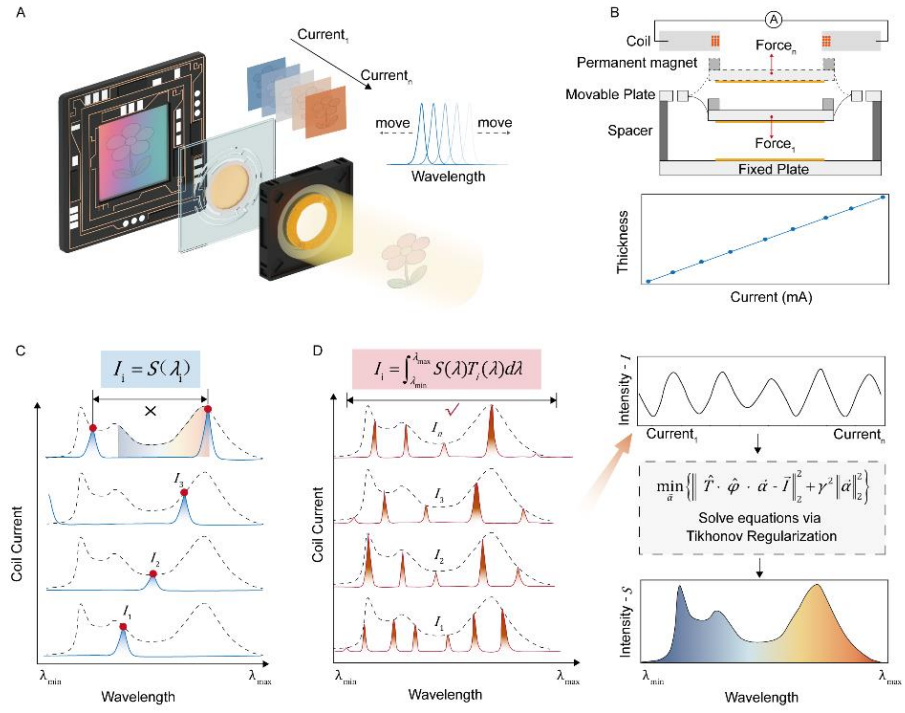 A
Current₁
Currentₙ
move
move
Wavelength
B
A
Coil
Forceₙ
Permanent magnet
Movable Plate
Spacer
Force₁
Fixed Plate
Thickness
Current (mA)
C
Iᵢ = S(λᵢ)
×
I₃
I₂
I₁
Coil Current
λmin
λmax
Wavelength
D
Iᵢ = ∫λminλmax S(λ)Tᵢ(λ)dλ
√
Iₙ
I₃
I₂
I₁
Coil Current
λmin
λmax
Wavelength
Intensity - I
Current₁
Currentₙ
min α⃗ {‖ T̂ · φ̂ · α⃗ - I⃗ ‖₂² + γ² ‖α⃗‖₂²}
Solve equations via
Tikhonov Regularization
Intensity - S
λmin
λmax
Wavelength